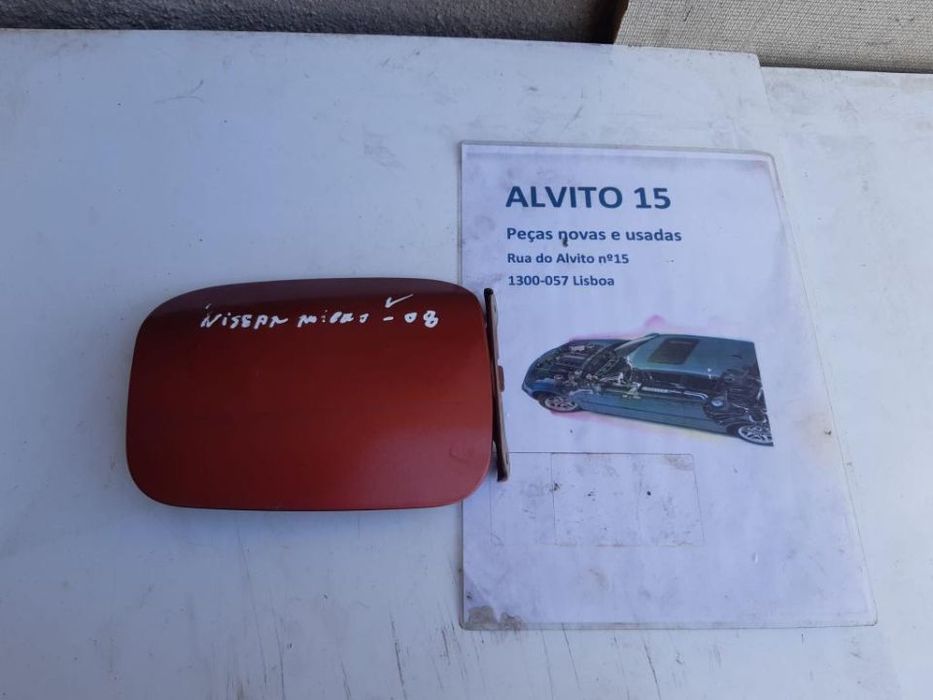 NISSAN MICRA - 08
ALVITO 15
Peças novas e usadas
Rua do Alvito nº15
1300-057 Lisboa